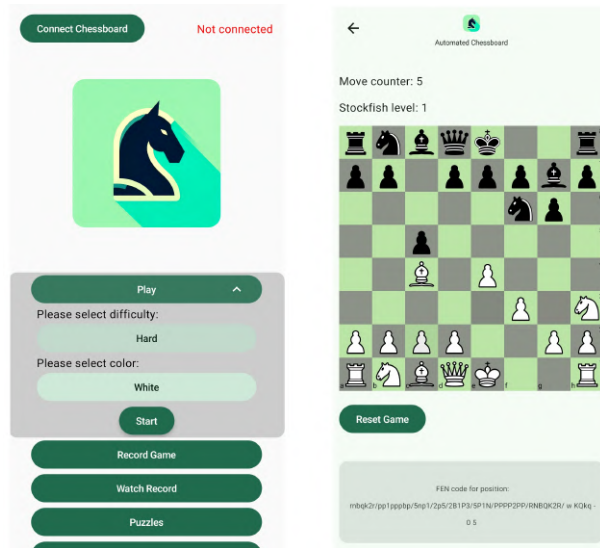 Connect Chessboard
Not connected
Play
Please select difficulty:
Hard
Please select color:
White
Start
Record Game
Watch Record
Puzzles
Automated Chessboard
Move counter: 5
Stockfish level: 1
a b c d e f g h
Reset Game
FEN code for position:
rnbqk2r/pp1pppbp/5np1/2p5/2B1P3/5P1N/PPPP2PP/RNBQK2R/ w KQkq -
0 5